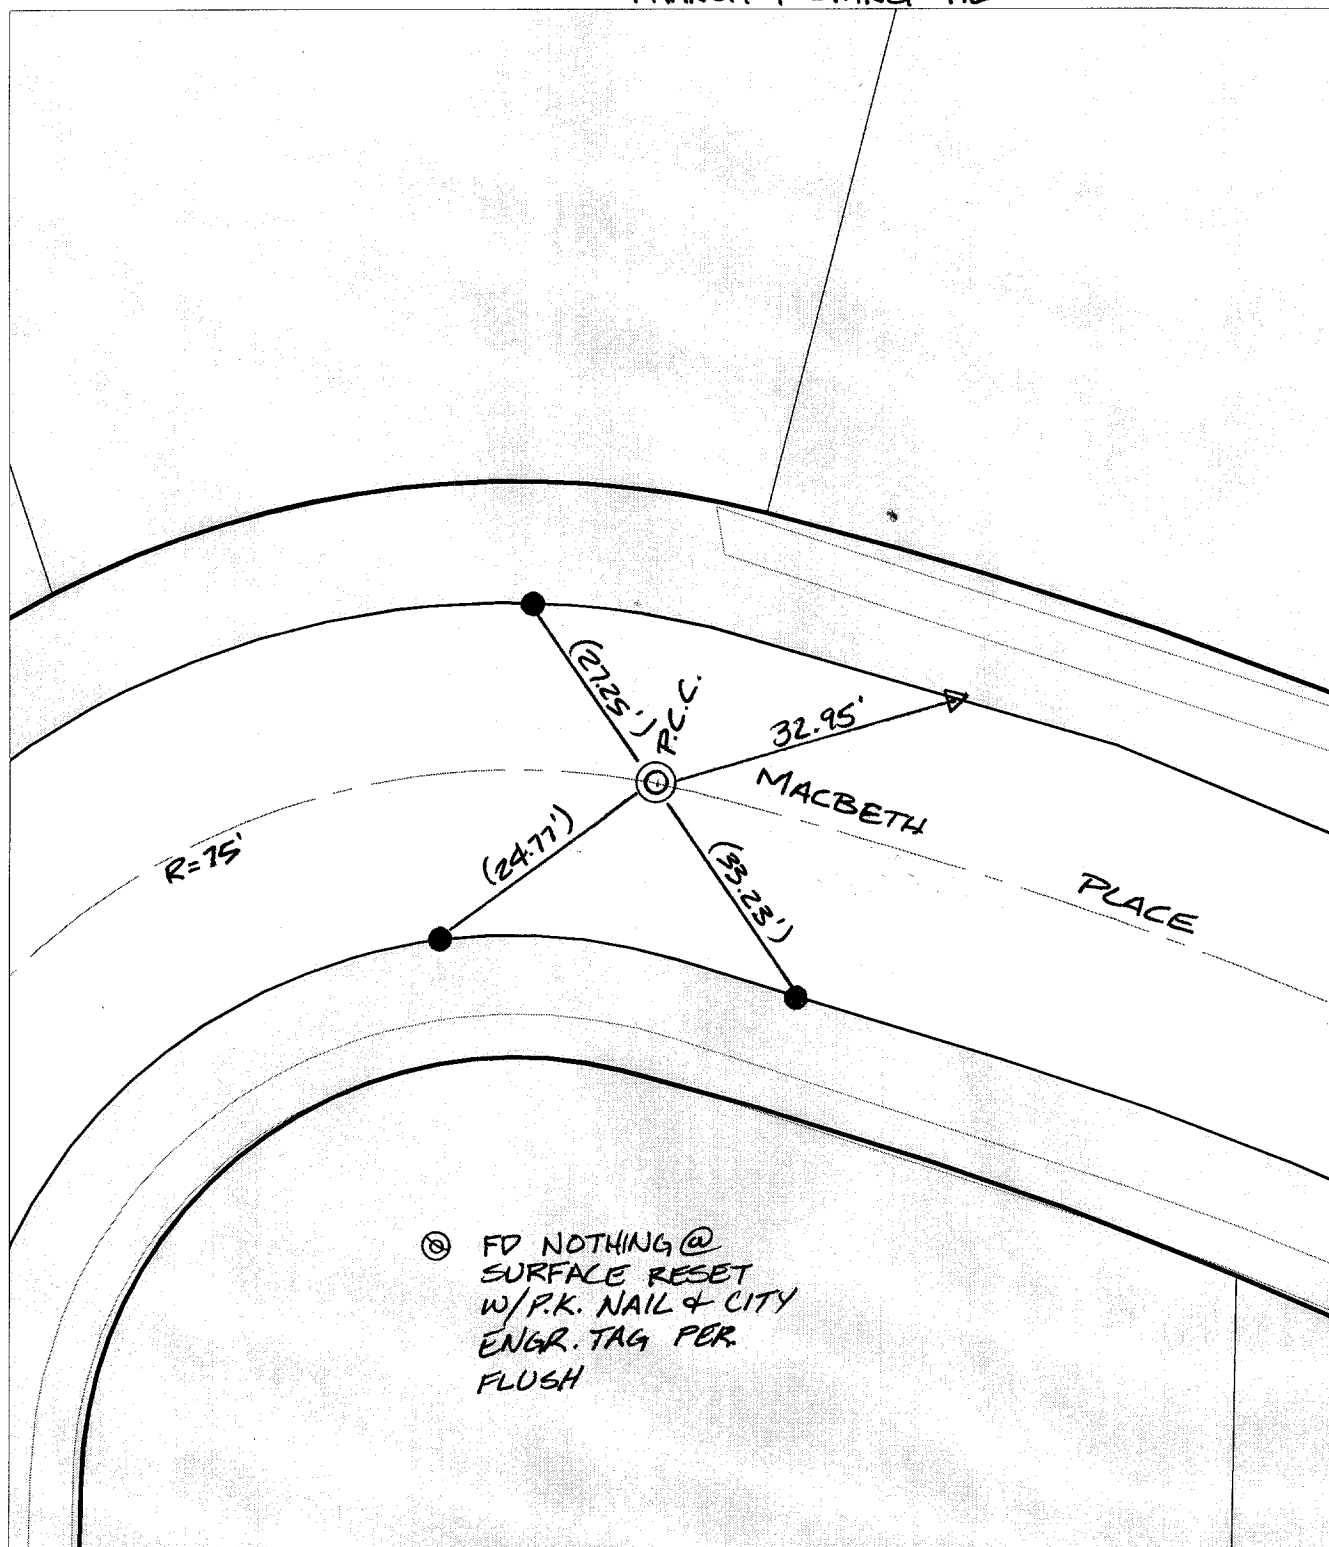 (27.25')
P.C.C.
32.95'
MACBETH
PLACE
R=75'
(24.77')
(33.23')
FD NOTHING @
SURFACE RESET
W/P.K. NAIL & CITY
ENGR. TAG PER
FLUSH